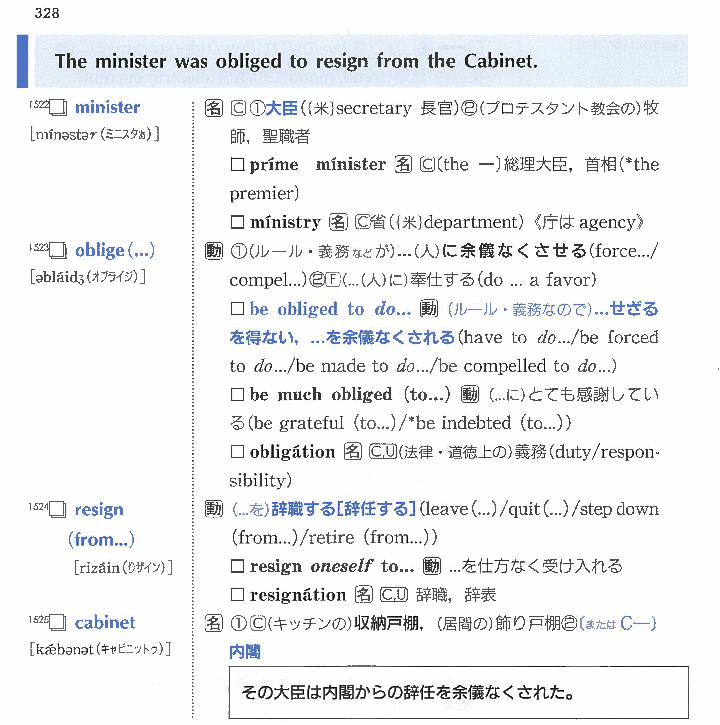 328
The minister was obliged to resign from the Cabinet.
1522□ minister
[mínəstər(ミニスタぁ)]
名 C①大臣({米}secretary 長官)②(プロテスタント教会の)牧
師，聖職者
□ príme mínister 名 C(the ―)総理大臣，首相(*the
premier)
□ mínistry 名 C省({米}department)《庁は agency》
1523□ oblige(...)
[əbláidʒ(オブライヂ)]
動 ①(ルール・義務などが)...(人)に余儀なくさせる(force.../
compel...)②F(...(人)に)奉仕する(do ... a favor)
□ be obliged to do... 動 (ルール・義務なので)...せざる
を得ない，...を余儀なくされる(have to do.../be forced
to do.../be made to do.../be compelled to do...)
□ be much obliged (to...) 動 (...に)とても感謝してい
る(be grateful (to...)/*be indebted (to...))
□ obligátion 名 C,U(法律・道徳上の)義務(duty/respon-
sibility)
1524□ resign
(from...)
[rizáin(リザイン)]
動 (...を)辞職する[辞任する](leave(...)/quit(...)/step down
(from...)/retire (from...))
□ resign oneself to... 動 ...を仕方なく受け入れる
□ resignátion 名 C,U 辞職，辞表
1525□ cabinet
[kǽbənət(キャビニットゥ)]
名 ①C(キッチンの)収納戸棚，(居間の)飾り戸棚②(または C―)
内閣
その大臣は内閣からの辞任を余儀なくされた。